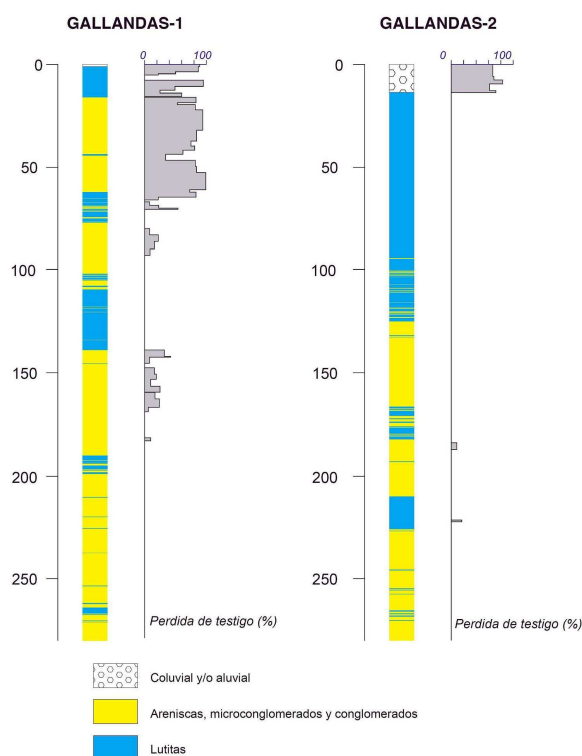 GALLANDAS-1
GALLANDAS-2
0 100
0 100
0
50
100
150
200
250
0
50
100
150
200
250
Perdida de testigo (%)
Perdida de testigo (%)
Coluvial y/o aluvial
Areniscas, microconglomerados y conglomerados
Lutitas